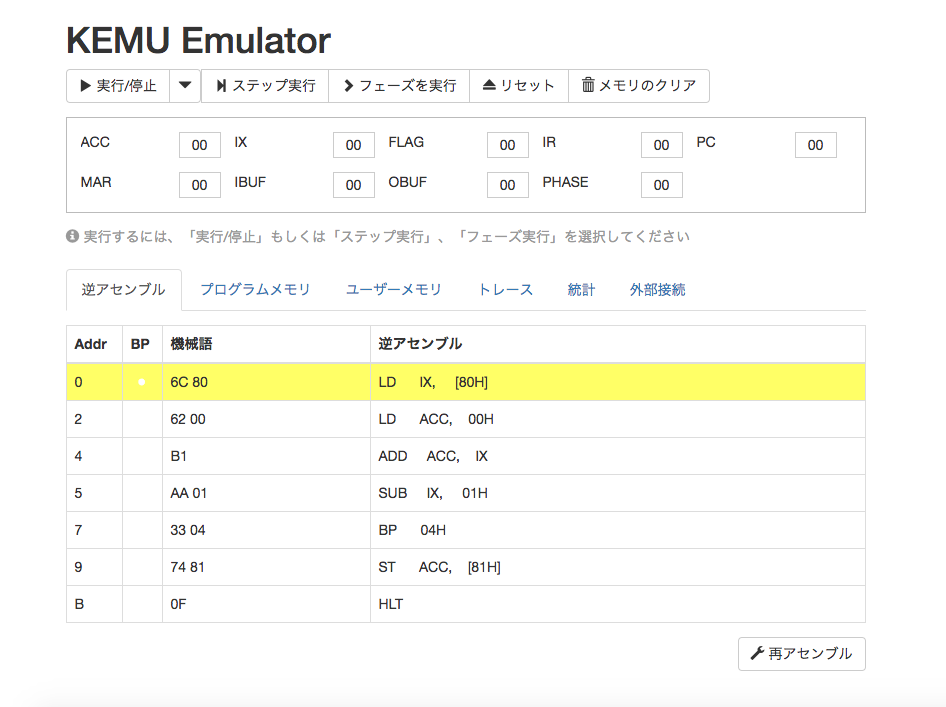 KEMU Emulator
実行/停止 ステップ実行 フェーズを実行 リセット メモリのクリア
ACC 00 IX 00 FLAG 00 IR 00 PC 00
MAR 00 IBUF 00 OBUF 00 PHASE 00
実行するには、「実行/停止」もしくは「ステップ実行」、「フェーズ実行」を選択してください
逆アセンブル プログラムメモリ ユーザーメモリ トレース 統計 外部接続
Addr BP 機械語 逆アセンブル
0 6C 80 LD IX, [80H]
2 62 00 LD ACC, 00H
4 B1 ADD ACC, IX
5 AA 01 SUB IX, 01H
7 33 04 BP 04H
9 74 81 ST ACC, [81H]
B 0F HLT
再アセンブル